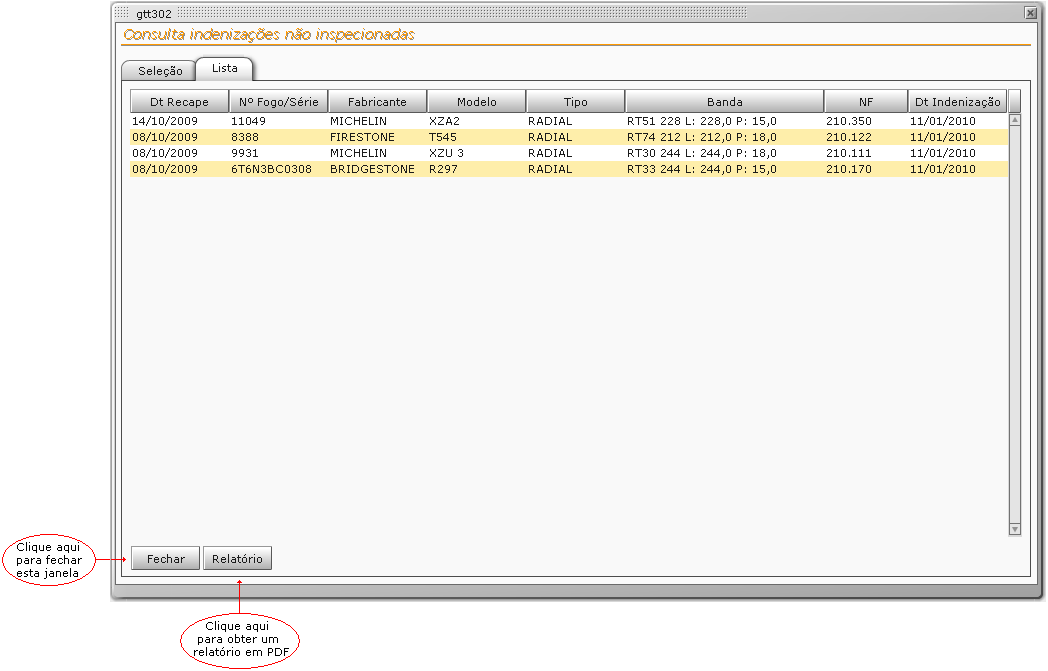 gtt302
Consulta indenizações não inspecionadas
Seleção Lista
Dt Recape Nº Fogo/Série Fabricante Modelo Tipo Banda NF Dt Indenização
14/10/2009 11049 MICHELIN XZA2 RADIAL RT51 228 L: 228,0 P: 15,0 210.350 11/01/2010
08/10/2009 8388 FIRESTONE T545 RADIAL RT74 212 L: 212,0 P: 18,0 210.122 11/01/2010
08/10/2009 9931 MICHELIN XZU 3 RADIAL RT30 244 L: 244,0 P: 18,0 210.111 11/01/2010
08/10/2009 6T6N3BC0308 BRIDGESTONE R297 RADIAL RT33 244 L: 244,0 P: 15,0 210.170 11/01/2010
Clique aqui
para fechar
esta janela
Fechar Relatório
Clique aqui
para obter um
relatório em PDF